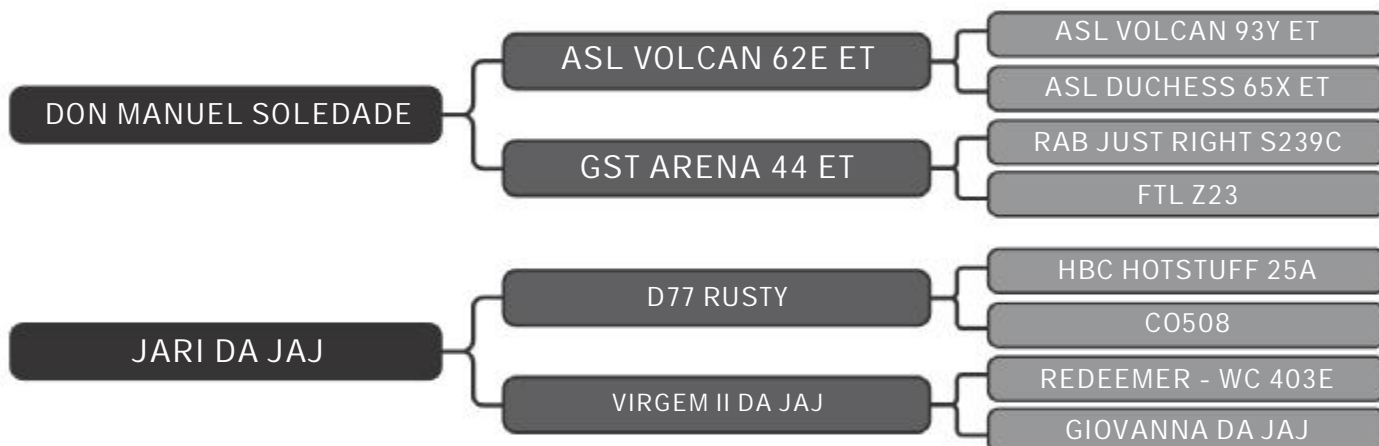 DON MANUEL SOLEDADE
ASL VOLCAN 62E ET
ASL VOLCAN 93Y ET
ASL DUCHESS 65X ET
GST ARENA 44 ET
RAB JUST RIGHT S239C
FTL Z23
JARI DA JAJ
D77 RUSTY
HBC HOTSTUFF 25A
CO508
VIRGEM II DA JAJ
REDEEMER - WC 403E
GIOVANNA DA JAJ